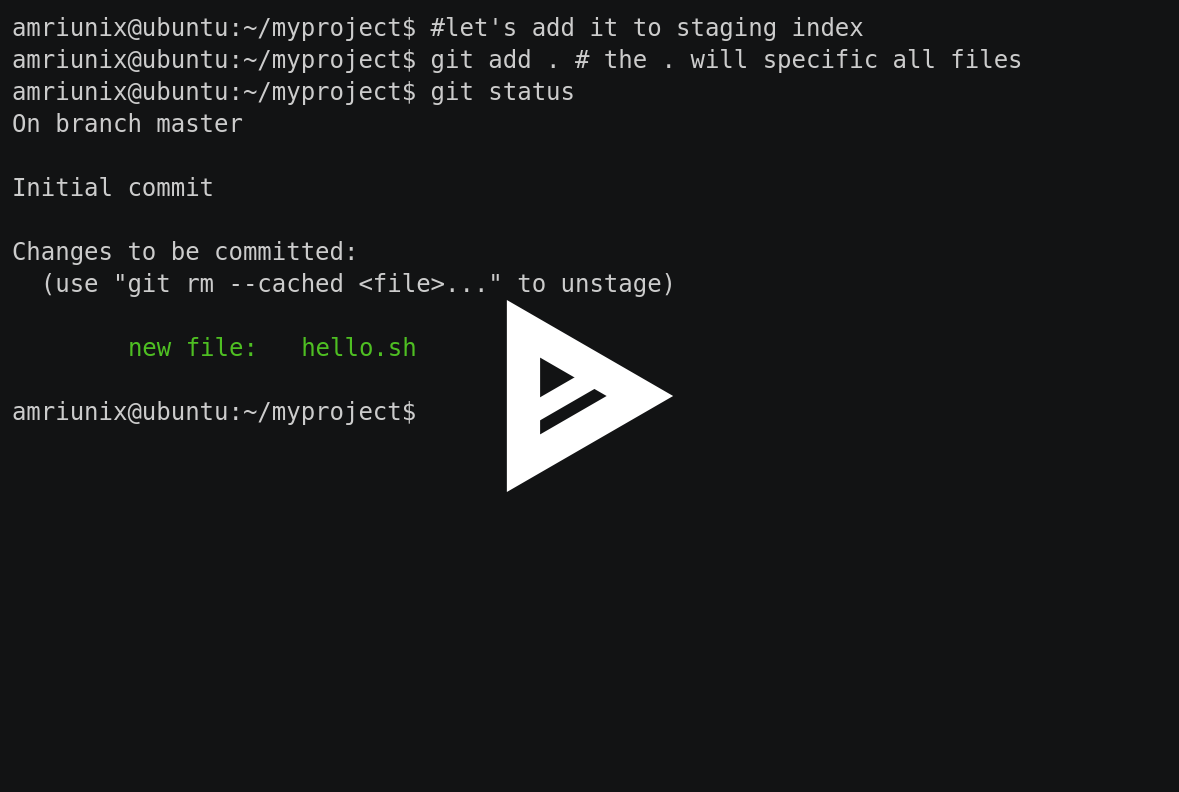 amriunix@ubuntu:~/myproject$ #let's add it to staging index
amriunix@ubuntu:~/myproject$ git add . # the . will specific all files
amriunix@ubuntu:~/myproject$ git status
On branch master
Initial commit
Changes to be committed:
  (use "git rm --cached <file>..." to unstage)
        new file:   hello.sh
amriunix@ubuntu:~/myproject$